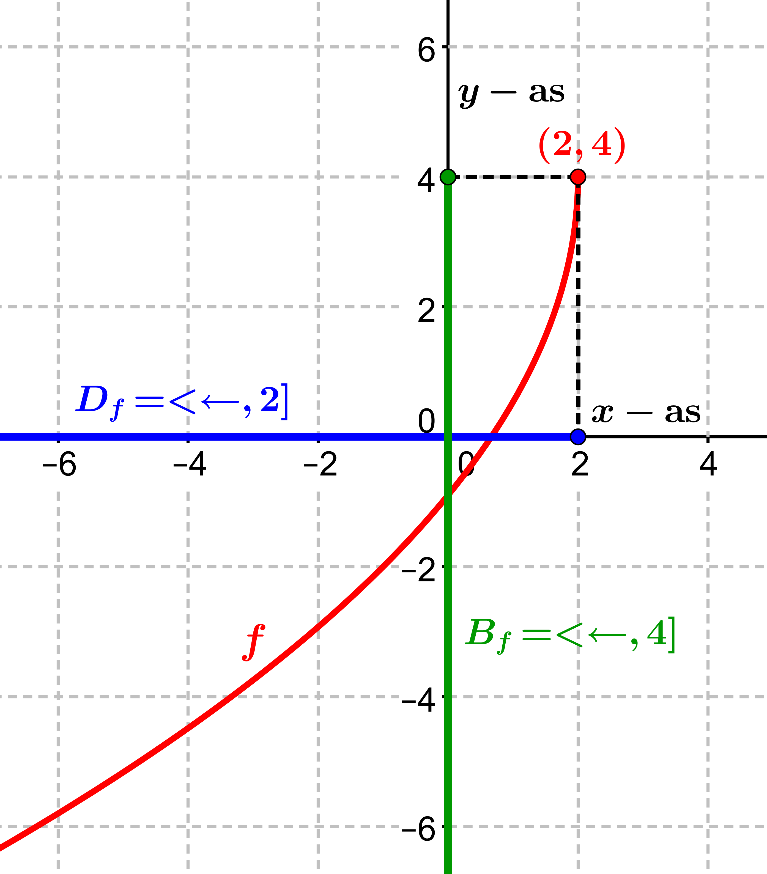 6
y – as
(2, 4)
4
2
D_f =<←, 2]
x – as
0
−6 −4 −2 0 2 4
−2
B_f =<←, 4]
f
−4
−6